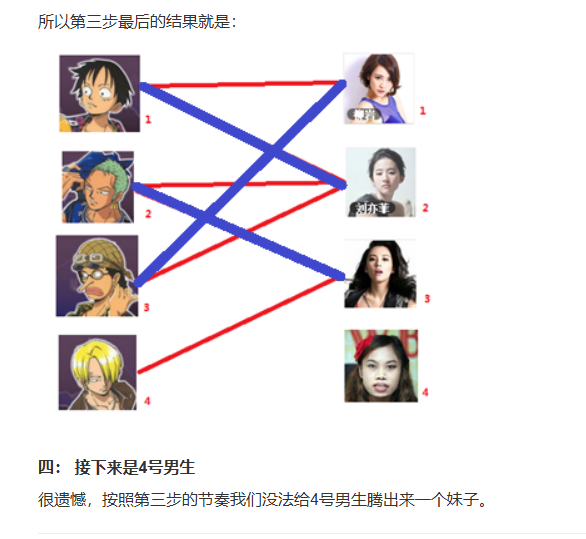 所以第三步最后的结果就是：
1
1
刘亦菲
2
2
3
3
4
4
四： 接下来是4号男生
很遗憾，按照第三步的节奏我们没法给4号男生腾出来一个妹子。